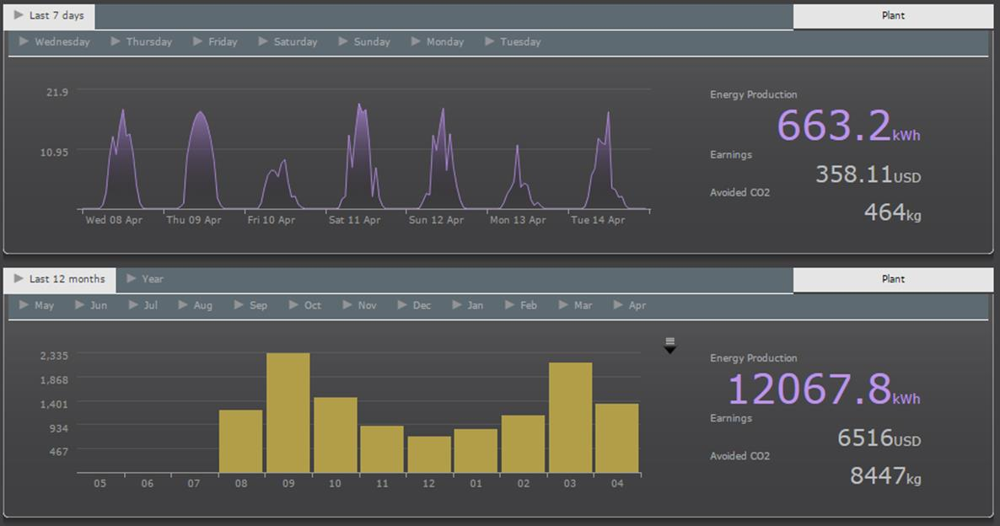 Last 7 days
Plant
Wednesday Thursday Friday Saturday Sunday Monday Tuesday
21.9
10.95
Wed 08 Apr Thu 09 Apr Fri 10 Apr Sat 11 Apr Sun 12 Apr Mon 13 Apr Tue 14 Apr
Energy Production
663.2kWh
Earnings
358.11USD
Avoided CO2
464kg
Last 12 months Year
Plant
May Jun Jul Aug Sep Oct Nov Dec Jan Feb Mar Apr
2,335
1,868
1,401
934
467
05 06 07 08 09 10 11 12 01 02 03 04
Energy Production
12067.8kWh
Earnings
6516USD
Avoided CO2
8447kg